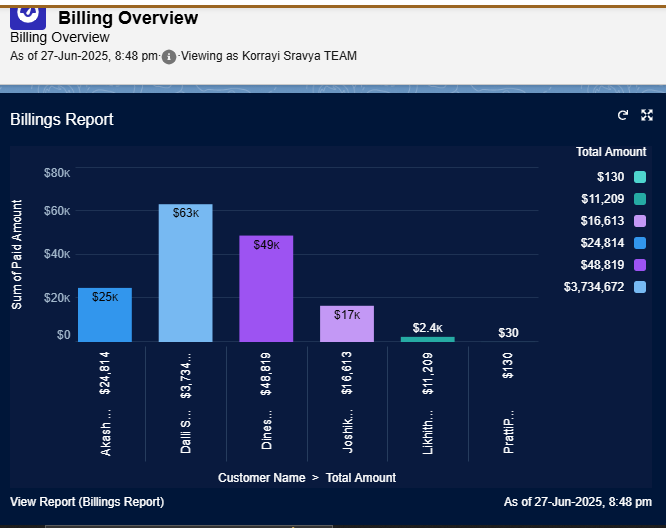 Billing Overview
Billing Overview
As of 27-Jun-2025, 8:48 pm·Viewing as Korrayi Sravya TEAM
Billings Report
Total Amount
$130
$11,209
$16,613
$24,814
$48,819
$3,734,672
Sum of Paid Amount
$80K
$60K
$40K
$20K
$0
$25K
$63K
$49K
$17K
$2.4K
$30
Akash ... $24,814
Dalli S... $3,734...
Dines... $48,819
Joshik... $16,613
Likhith... $11,209
PrattiP... $130
Customer Name > Total Amount
View Report (Billings Report)
As of 27-Jun-2025, 8:48 pm